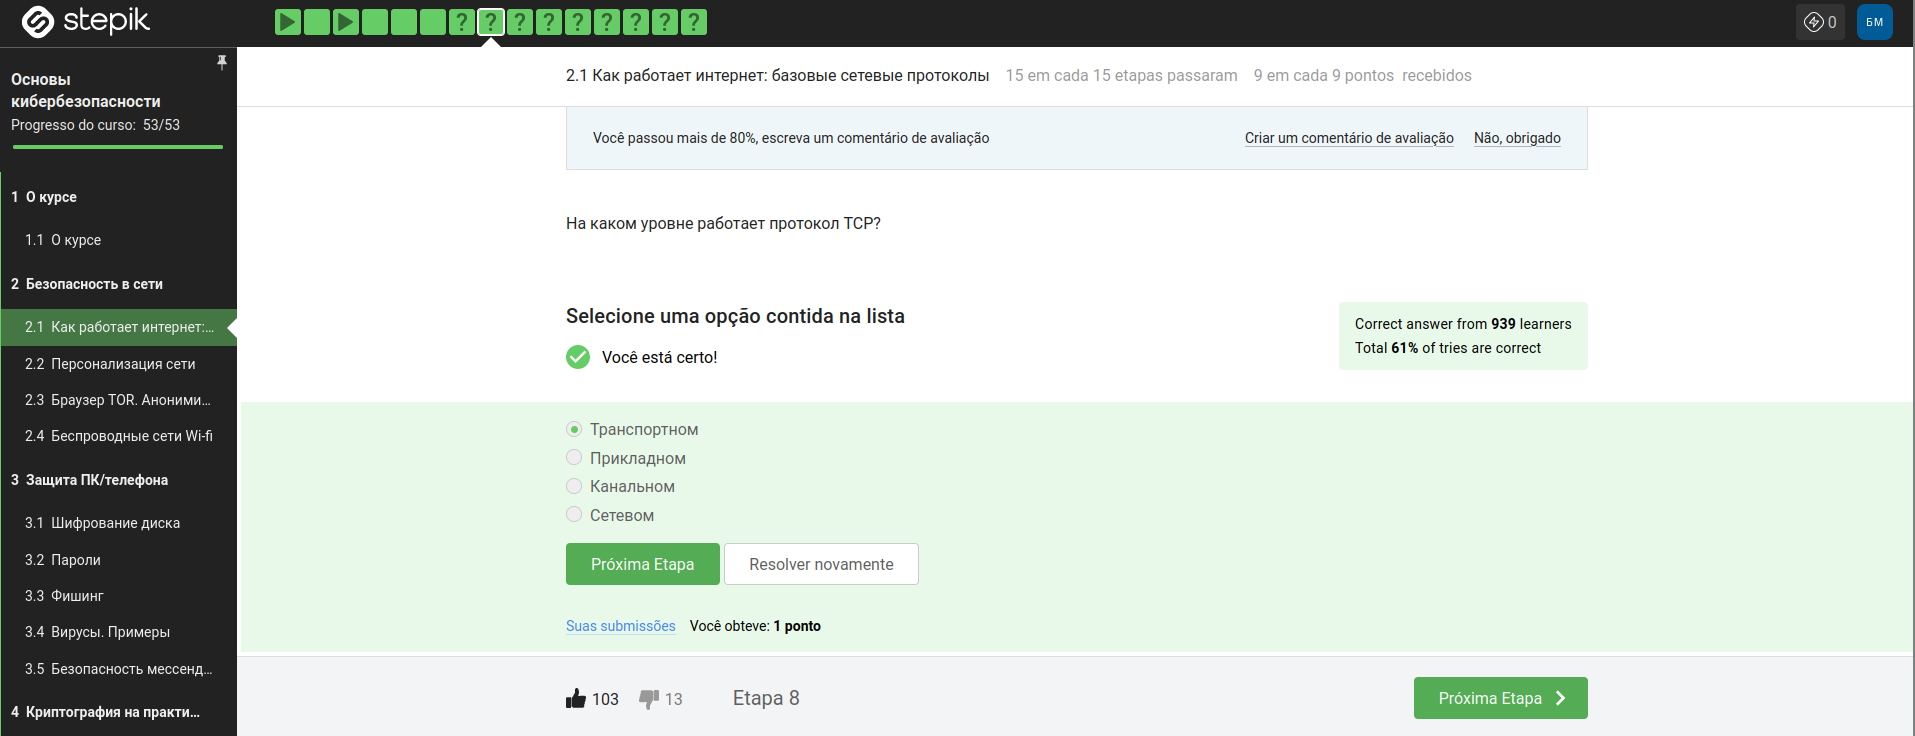 stepik
? ? ? ? ? ? ? ? ?
0
БМ
Основы
кибербезопасности
Progresso do curso: 53/53
1 О курсе
1.1 О курсе
2 Безопасность в сети
2.1 Как работает интернет:...
2.2 Персонализация сети
2.3 Браузер TOR. Аноними...
2.4 Беспроводные сети Wi-fi
3 Защита ПК/телефона
3.1 Шифрование диска
3.2 Пароли
3.3 Фишинг
3.4 Вирусы. Примеры
3.5 Безопасность мессенд...
4 Криптография на практи...
2.1 Как работает интернет: базовые сетевые протоколы 15 em cada 15 etapas passaram 9 em cada 9 pontos recebidos
Você passou mais de 80%, escreva um comentário de avaliação Criar um comentário de avaliação Não, obrigado
На каком уровне работает протокол TCP?
Selecione uma opção contida na lista
Você está certo!
Correct answer from 939 learners
Total 61% of tries are correct
Транспортном
Прикладном
Канальном
Сетевом
Próxima Etapa Resolver novamente
Suas submissões Você obteve: 1 ponto
103 13 Etapa 8 Próxima Etapa